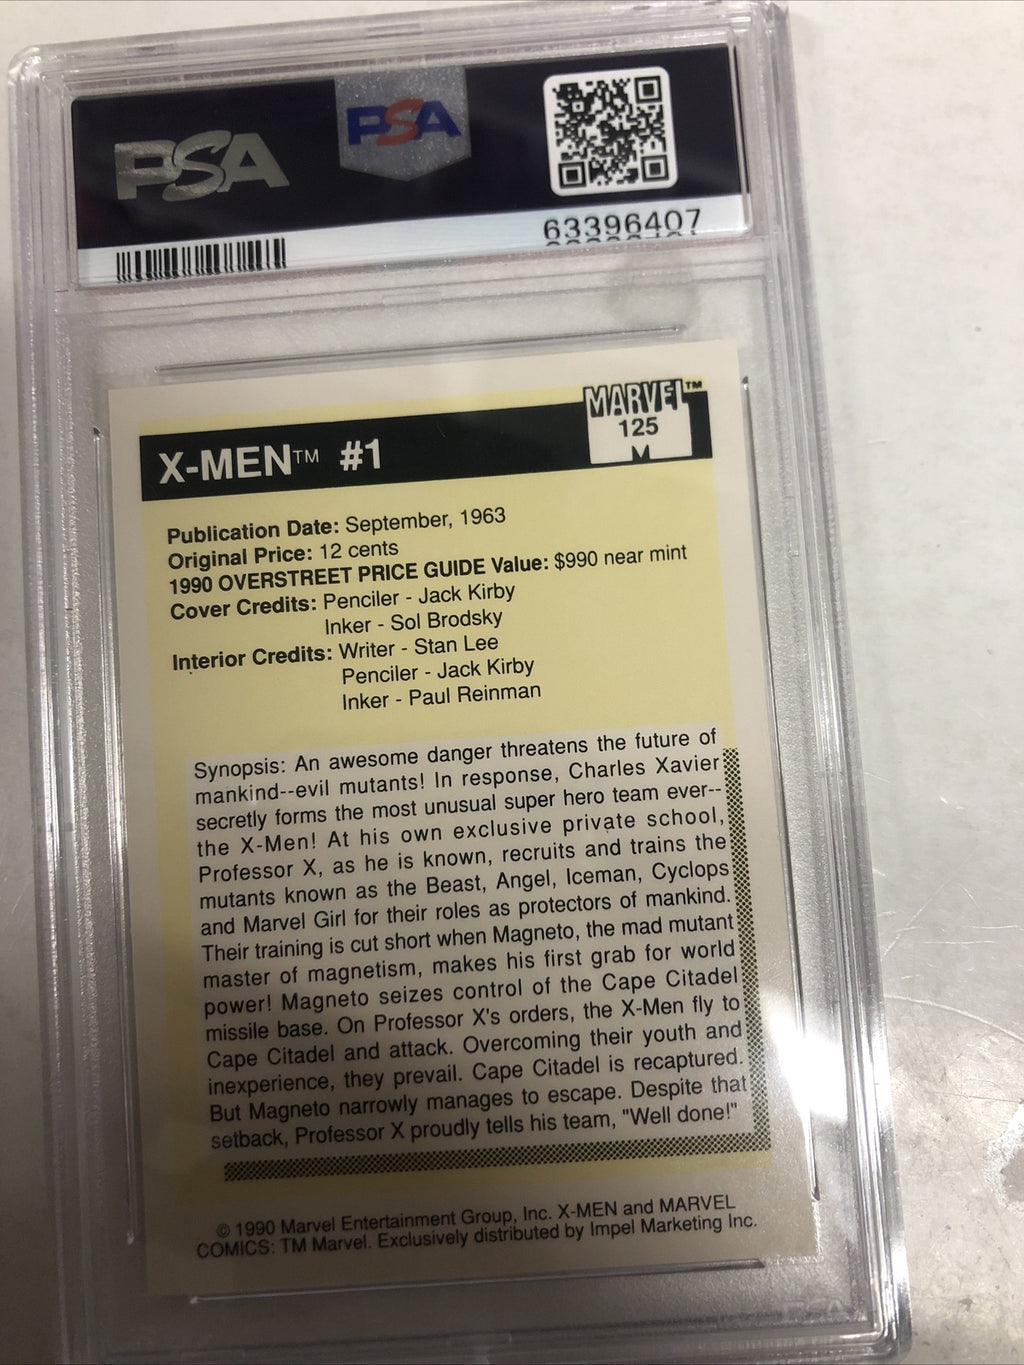 PSA
PSA
63396407
MARVEL™
125
M
X-MEN™ #1
Publication Date: September, 1963
Original Price: 12 cents
1990 OVERSTREET PRICE GUIDE Value: $990 near mint
Cover Credits: Penciler - Jack Kirby
Inker - Sol Brodsky
Interior Credits: Writer - Stan Lee
Penciler - Jack Kirby
Inker - Paul Reinman
Synopsis: An awesome danger threatens the future of
mankind--evil mutants! In response, Charles Xavier
secretly forms the most unusual super hero team ever--
the X-Men! At his own exclusive private school,
Professor X, as he is known, recruits and trains the
mutants known as the Beast, Angel, Iceman, Cyclops
and Marvel Girl for their roles as protectors of mankind.
Their training is cut short when Magneto, the mad mutant
master of magnetism, makes his first grab for world
power! Magneto seizes control of the Cape Citadel
missile base. On Professor X's orders, the X-Men fly to
Cape Citadel and attack. Overcoming their youth and
inexperience, they prevail. Cape Citadel is recaptured.
But Magneto narrowly manages to escape. Despite that
setback, Professor X proudly tells his team, "Well done!"
© 1990 Marvel Entertainment Group, Inc. X-MEN and MARVEL
COMICS: TM Marvel. Exclusively distributed by Impel Marketing Inc.
PSA